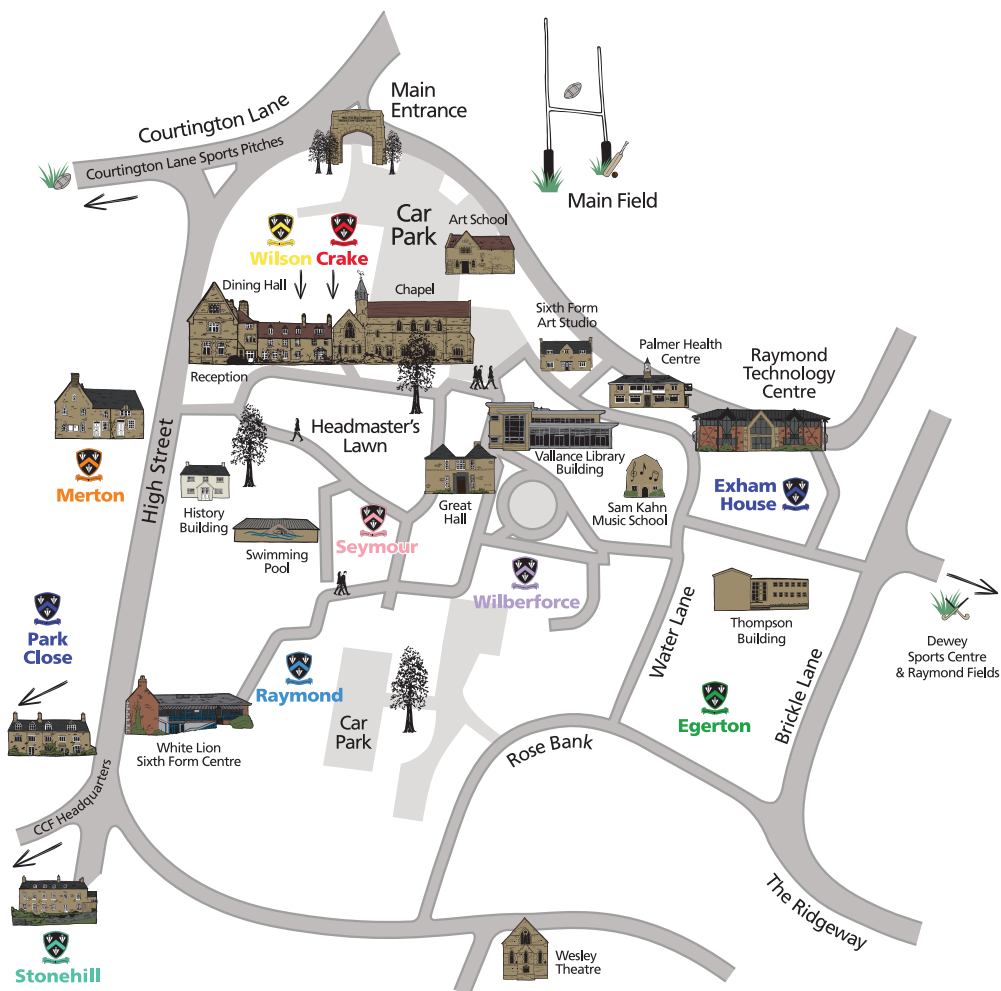 Courtington Lane
Courtington Lane Sports Pitches
Main
Entrance
Main Field
Wilson
Crake
Car
Park
Art School
Dining Hall
Chapel
Reception
Sixth Form
Art Studio
Palmer Health
Centre
Raymond
Technology
Centre
Merton
High Street
Headmaster's
Lawn
History
Building
Swimming
Pool
Seymour
Great
Hall
Vallance Library
Building
Sam Kahn
Music School
Exham
House
Wilberforce
Water Lane
Thompson
Building
Brickle Lane
Dewey
Sports Centre
& Raymond Fields
Park
Close
Raymond
Car
Park
White Lion
Sixth Form Centre
Egerton
Rose Bank
CCF Headquarters
The Ridgeway
Stonehill
Wesley
Theatre